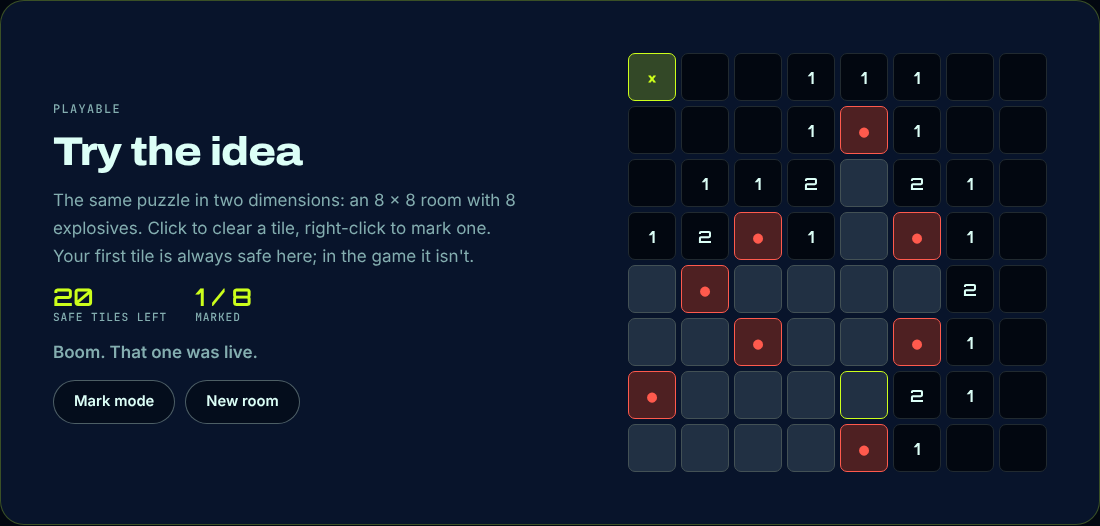 PLAYABLE
Try the idea
The same puzzle in two dimensions: an 8 × 8 room with 8
explosives. Click to clear a tile, right-click to mark one.
Your first tile is always safe here; in the game it isn't.
20 1/8
SAFE TILES LEFT MARKED
Boom. That one was live.
Mark mode New room
× 1 1 1
1 1
1 1 2 2 1
1 2 1 1
2
1
2 1
1